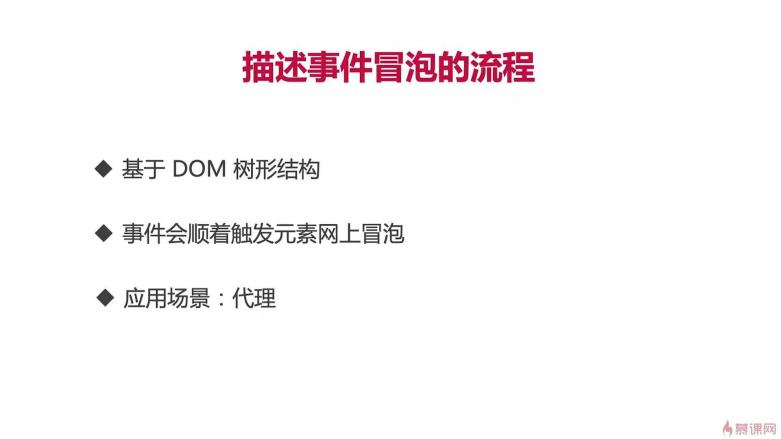 描述事件冒泡的流程
◆ 基于 DOM 树形结构
◆ 事件会顺着触发元素网上冒泡
◆ 应用场景：代理
慕课网